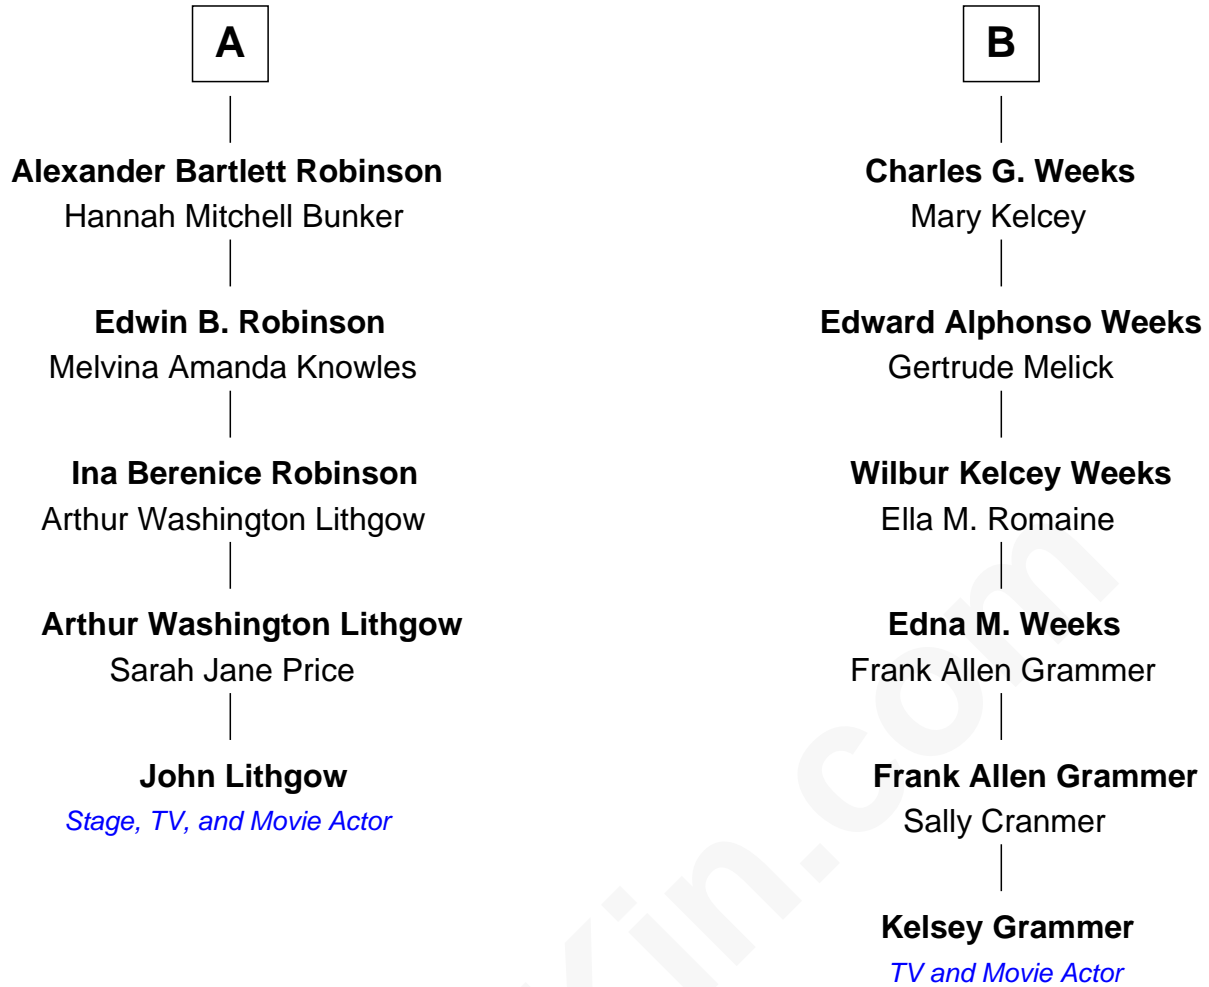 A
Alexander Bartlett Robinson
Hannah Mitchell Bunker
Edwin B. Robinson
Melvina Amanda Knowles
Ina Berenice Robinson
Arthur Washington Lithgow
Arthur Washington Lithgow
Sarah Jane Price
John Lithgow
Stage, TV, and Movie Actor
B
Charles G. Weeks
Mary Kelcey
Edward Alphonso Weeks
Gertrude Melick
Wilbur Kelcey Weeks
Ella M. Romaine
Edna M. Weeks
Frank Allen Grammer
Frank Allen Grammer
Sally Cranmer
Kelsey Grammer
TV and Movie Actor
Kin.com